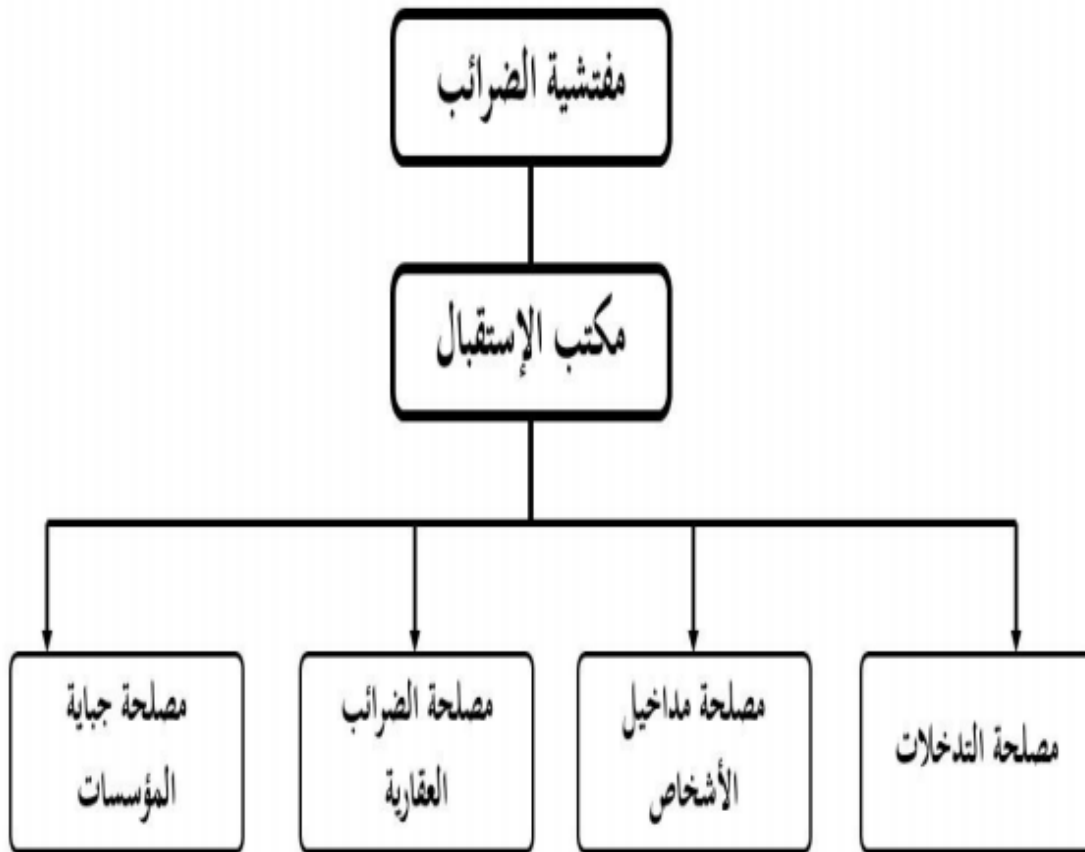 مفتشية الضرائب
مكتب الإستقبال
مصلحة التدخلات
مصلحة مداخيل
الأشخاص
مصلحة الضرائب
العقارية
مصلحة جباية
المؤسسات